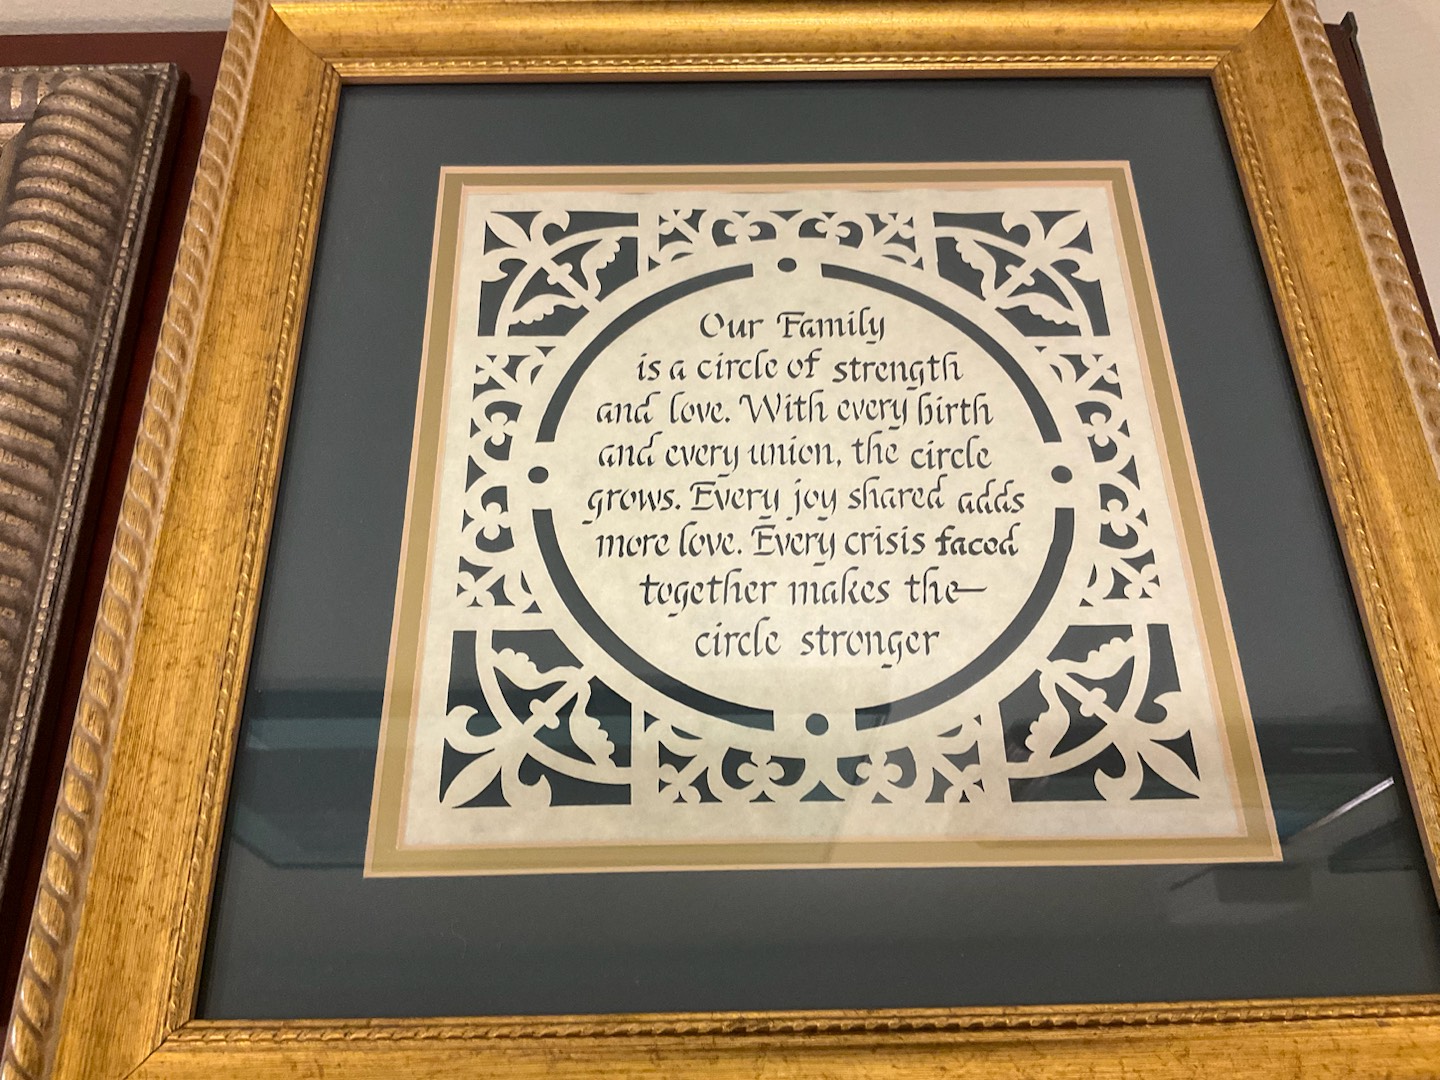 Our Family
is a circle of strength
and love. With every birth
and every union, the circle
grows. Every joy shared adds
more love. Every crisis faced
together makes the
circle stronger